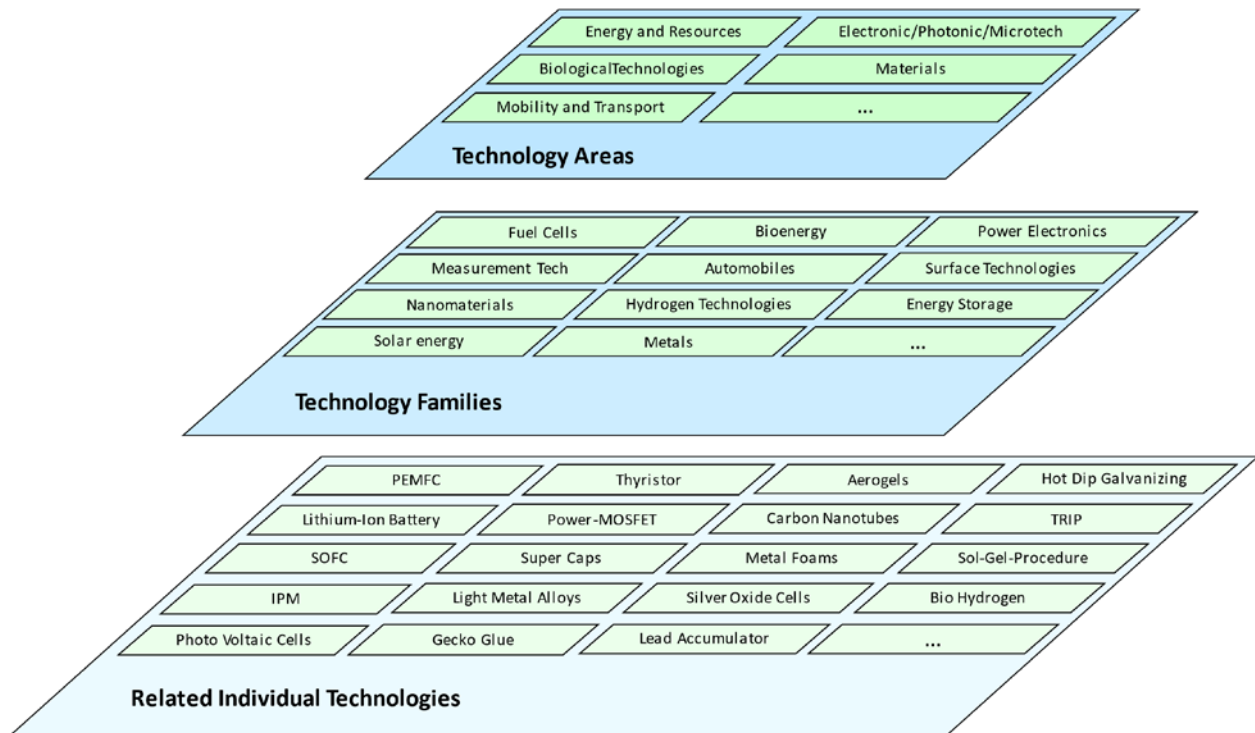 Energy and Resources
Electronic/Photonic/Microtech
BiologicalTechnologies
Materials
Mobility and Transport
...
Technology Areas
Fuel Cells
Bioenergy
Power Electronics
Measurement Tech
Automobiles
Surface Technologies
Nanomaterials
Hydrogen Technologies
Energy Storage
Solar energy
Metals
...
Technology Families
PEMFC
Thyristor
Aerogels
Hot Dip Galvanizing
Lithium-Ion Battery
Power-MOSFET
Carbon Nanotubes
TRIP
SOFC
Super Caps
Metal Foams
Sol-Gel-Procedure
IPM
Light Metal Alloys
Silver Oxide Cells
Bio Hydrogen
Photo Voltaic Cells
Gecko Glue
Lead Accumulator
...
Related Individual Technologies